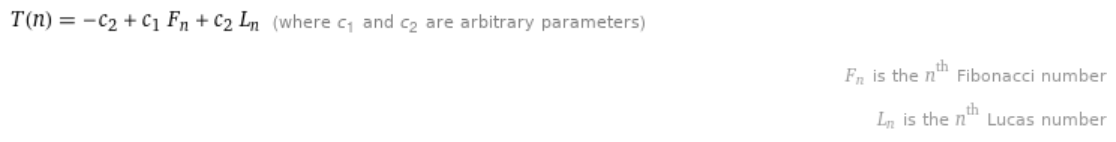 T(n) = −c₂ + c₁ Fₙ + c₂ Lₙ (where c₁ and c₂ are arbitrary parameters)
Fₙ is the nᵗʰ Fibonacci number
Lₙ is the nᵗʰ Lucas number